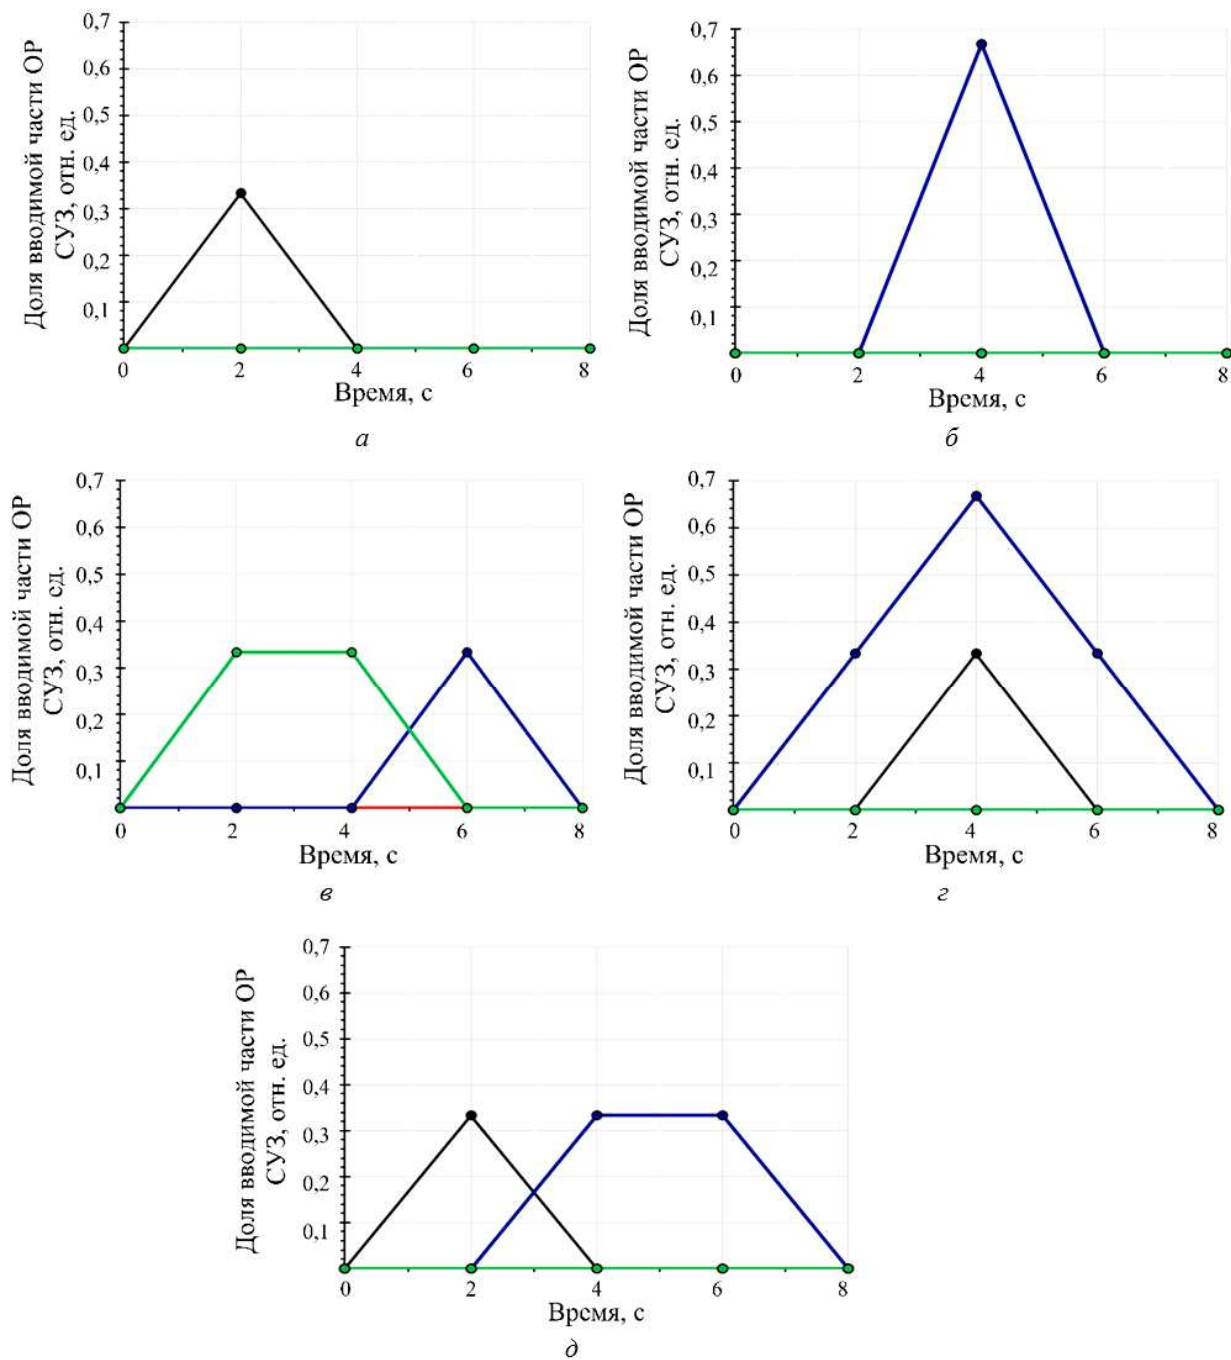 0,7
0,6
0,5
0,4
0,3
0,2
0,1
Доля вводимой части ОР
СУЗ, отн. ед.
0 2 4 6 8
Время, с
а
0,7
0,6
0,5
0,4
0,3
0,2
0,1
Доля вводимой части ОР
СУЗ, отн. ед.
0 2 4 6 8
Время, с
б
0,7
0,6
0,5
0,4
0,3
0,2
0,1
Доля вводимой части ОР
СУЗ, отн. ед.
0 2 4 6 8
Время, с
в
0,7
0,6
0,5
0,4
0,3
0,2
0,1
Доля вводимой части ОР
СУЗ, отн. ед.
0 2 4 6 8
Время, с
г
0,7
0,6
0,5
0,4
0,3
0,2
0,1
Доля вводимой части ОР
СУЗ, отн. ед.
0 2 4 6 8
Время, с
д